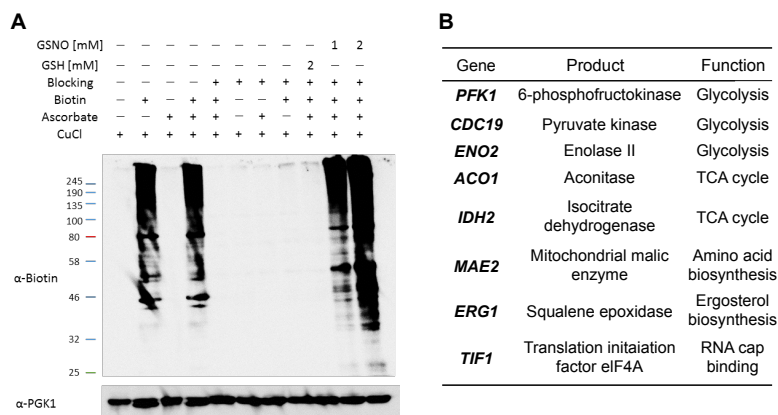 A
GSNO [mM] — — — — — — — — — 1 2
GSH [mM] — — — — — — — — 2 — —
Blocking — — — — + + + + + + +
Biotin — + — + + — — + + + +
Ascorbate — — + + + — + — + + +
CuCl + + + + + + + + + + +
245
190
135
100
80
58
α-Biotin
46
32
25
α-PGK1
B
Gene Product Function
PFK1 6-phosphofructokinase Glycolysis
CDC19 Pyruvate kinase Glycolysis
ENO2 Enolase II Glycolysis
ACO1 Aconitase TCA cycle
IDH2 Isocitrate dehydrogenase TCA cycle
MAE2 Mitochondrial malic enzyme Amino acid biosynthesis
ERG1 Squalene epoxidase Ergosterol biosynthesis
TIF1 Translation initaiation factor eIF4A RNA cap binding